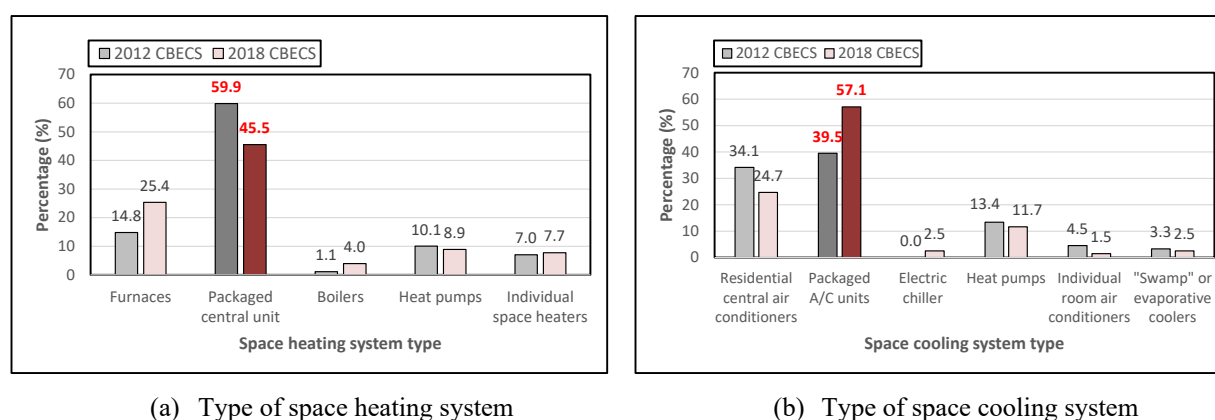 2012 CBECS 2018 CBECS
70
60
50
40
30
20
10
0
Percentage (%)
14.8
25.4
59.9
45.5
1.1
4.0
10.1
8.9
7.0
7.7
Furnaces
Packaged
central unit
Boilers
Heat pumps
Individual
space heaters
Space heating system type
(a) Type of space heating system
2012 CBECS 2018 CBECS
70
60
50
40
30
20
10
0
Percentage (%)
34.1
24.7
39.5
57.1
0.0
2.5
13.4
11.7
4.5
1.5
3.3
2.5
Residential
central air
conditioners
Packaged
A/C units
Electric
chiller
Heat pumps
Individual
room air
conditioners
"Swamp" or
evaporative
coolers
Space cooling system type
(b) Type of space cooling system